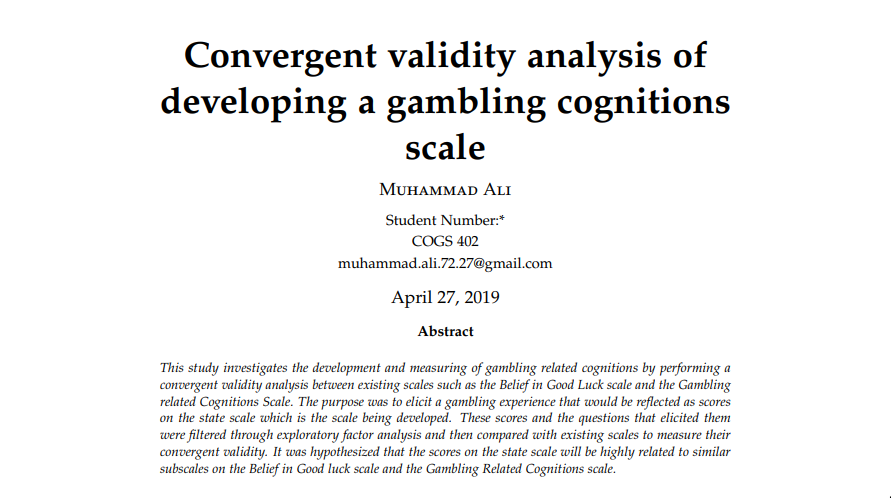 Convergent validity analysis of
developing a gambling cognitions
scale
Muhammad Ali
Student Number:*
COGS 402
muhammad.ali.72.27@gmail.com
April 27, 2019
Abstract
This study investigates the development and measuring of gambling related cognitions by performing a
convergent validity analysis between existing scales such as the Belief in Good Luck scale and the Gambling
related Cognitions Scale. The purpose was to elicit a gambling experience that would be reflected as scores
on the state scale which is the scale being developed. These scores and the questions that elicited them
were filtered through exploratory factor analysis and then compared with existing scales to measure their
convergent validity. It was hypothesized that the scores on the state scale will be highly related to similar
subscales on the Belief in Good luck scale and the Gambling Related Cognitions scale.